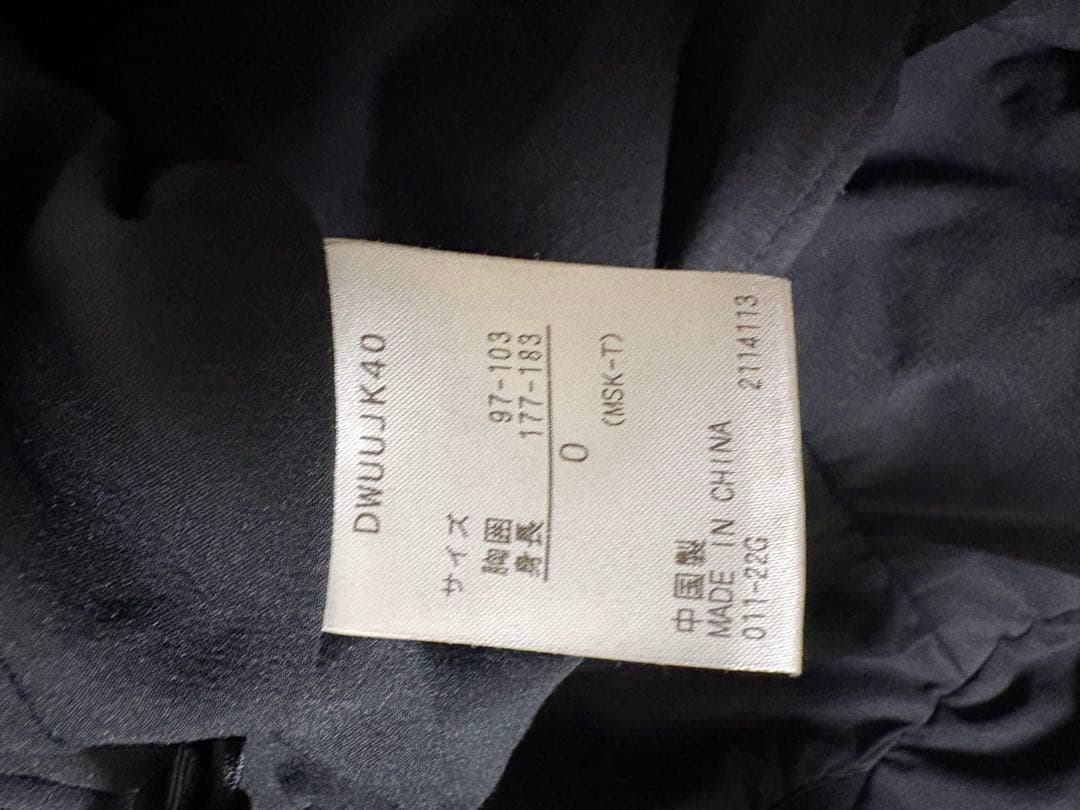 DWUUJK40
サイズ
胸囲 97-103
身長 177-183
O
(MSK-T)
中国製
MADE IN CHINA
011-22G 2114113